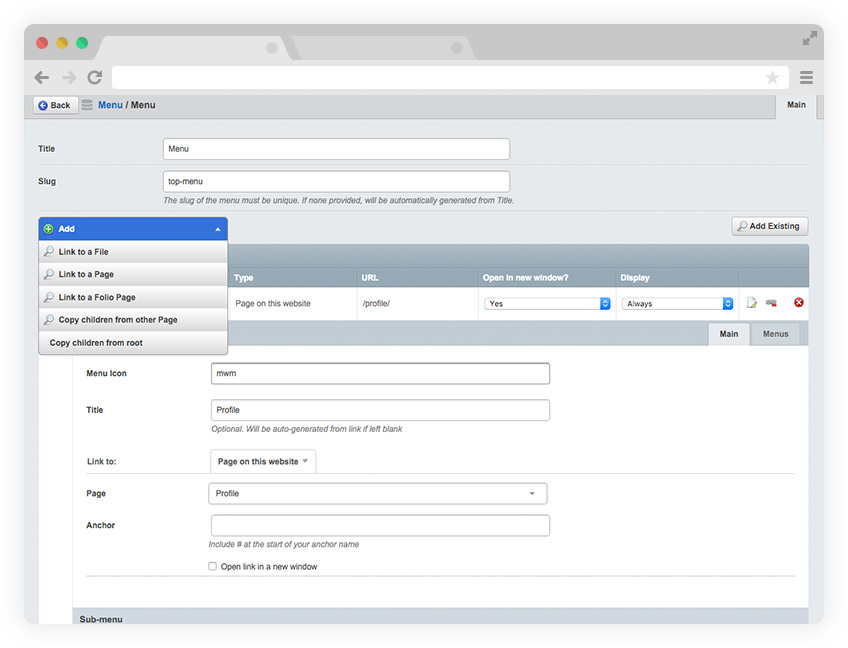 Back Menu / Menu Main
Title Menu
Slug top-menu
The slug of the menu must be unique. If none provided, will be automatically generated from Title.
Add Add Existing
Link to a File
Link to a Page
Link to a Folio Page
Copy children from other Page
Copy children from root
Type URL Open in new window? Display
Page on this website /profile/ Yes Always
Main Menus
Menu Icon mwm
Title Profile
Optional. Will be auto-generated from link if left blank
Link to: Page on this website
Page Profile
Anchor
Include # at the start of your anchor name
Open link in a new window
Sub-menu